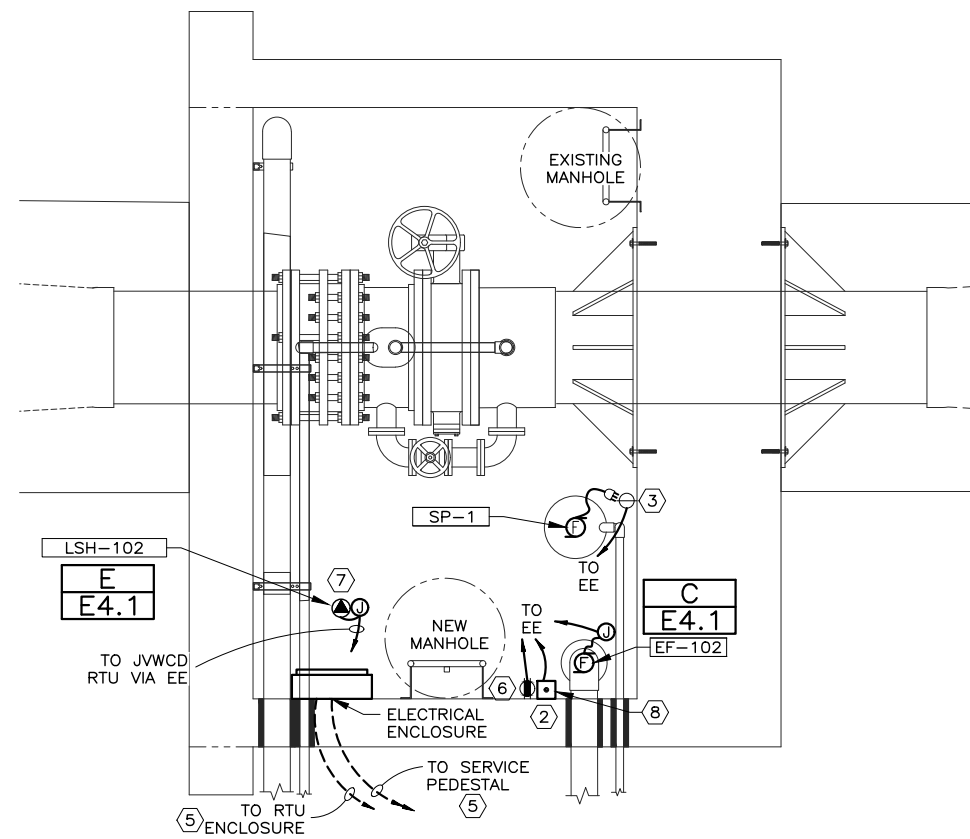 EXISTING
MANHOLE
3
SP-1
TO
EE
F
LSH-102
E
E4.1
7
J
TO JVWCD
RTU VIA EE
NEW
MANHOLE
TO
EE
C
E4.1
EF-102
J
F
6
2
8
ELECTRICAL
ENCLOSURE
TO SERVICE
PEDESTAL
5
TO RTU
ENCLOSURE
5